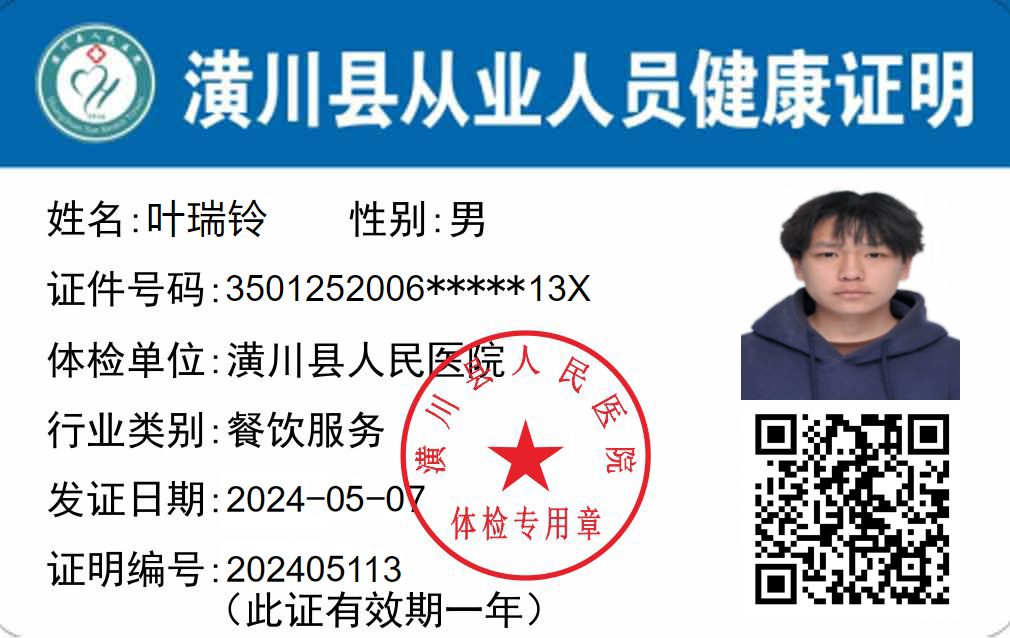 潢川县从业人员健康证明
姓名:叶瑞铃 性别:男
证件号码:3501252006*****13X
体检单位:潢川县人民医院
行业类别:餐饮服务
发证日期:2024-05-07
证明编号:202405113
(此证有效期一年)
潢川县人民医院
体检专用章